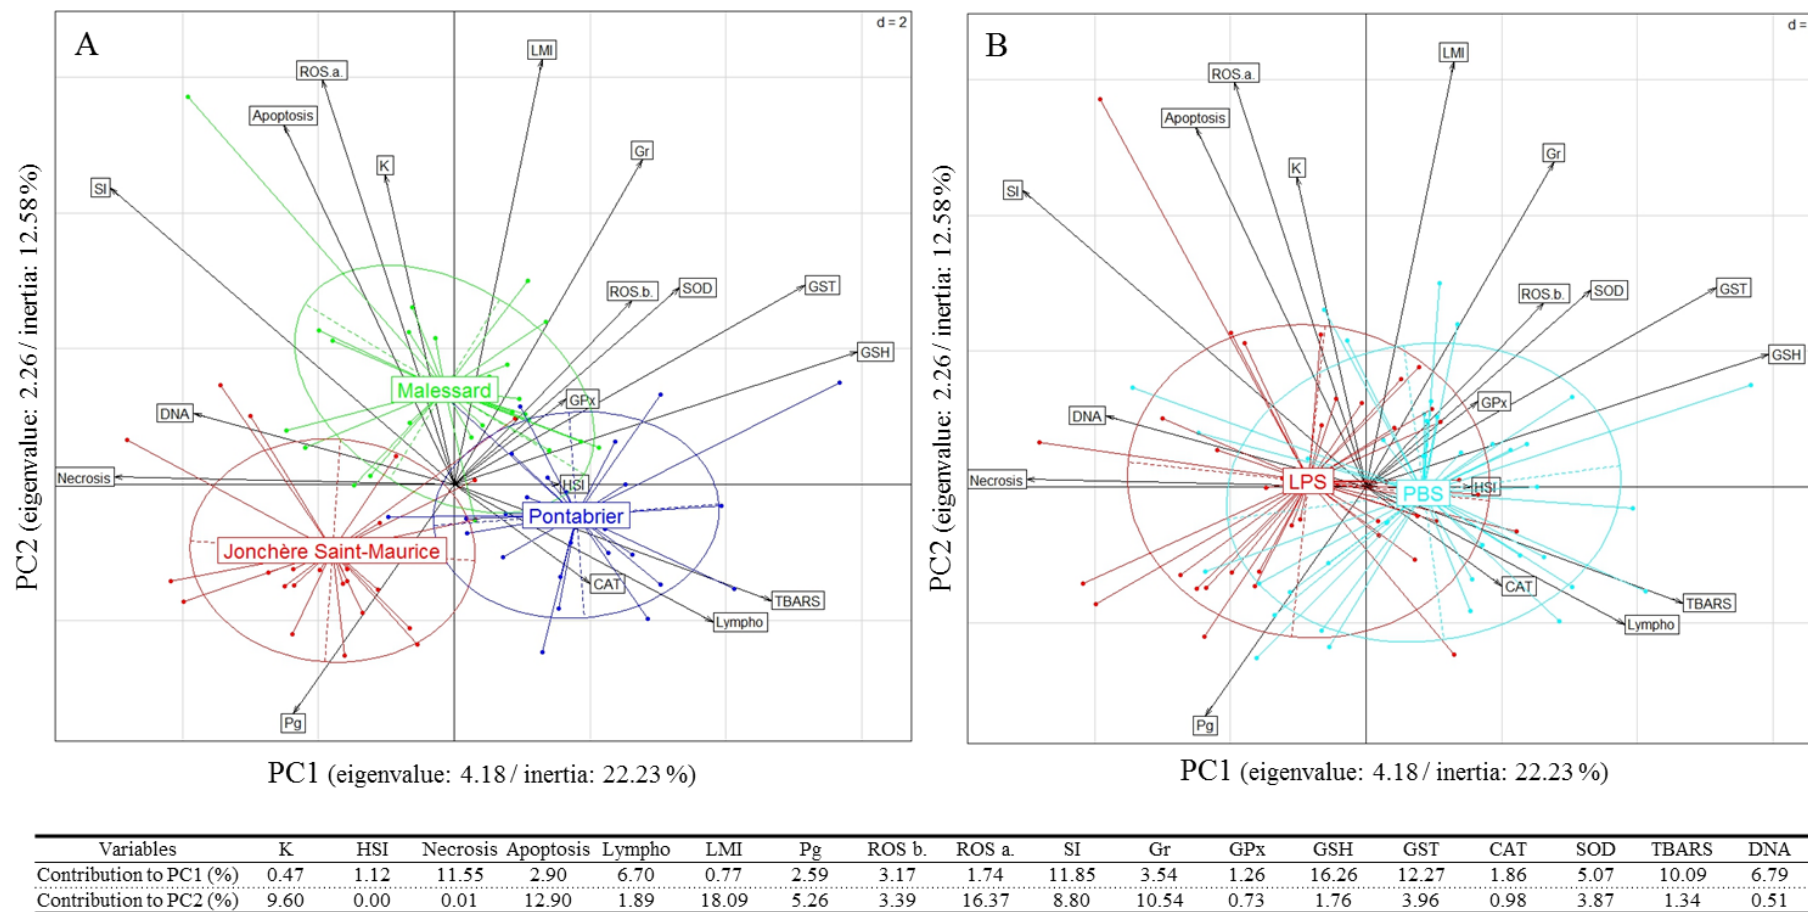 A
d = 2
LMI
ROS.a.
Apoptosis
K
Gr
SI
ROS.b.
SOD
GST
GSH
Malessard
GPx
DNA
Necrosis
HSI
Pontabrier
Jonchère Saint-Maurice
CAT
TBARS
Lympho
Pg
PC2 (eigenvalue: 2.26 / inertia: 12.58 %)
PC1 (eigenvalue: 4.18 / inertia: 22.23 %)
B
d =
LMI
ROS.a.
Apoptosis
K
Gr
SI
ROS.b.
SOD
GST
GSH
GPx
DNA
Necrosis
LPS
PBS
HSI
CAT
TBARS
Lympho
Pg
PC2 (eigenvalue: 2.26 / inertia: 12.58 %)
PC1 (eigenvalue: 4.18 / inertia: 22.23 %)
Variables K HSI Necrosis Apoptosis Lympho LMI Pg ROS b. ROS a. SI Gr GPx GSH GST CAT SOD TBARS DNA
Contribution to PC1 (%) 0.47 1.12 11.55 2.90 6.70 0.77 2.59 3.17 1.74 11.85 3.54 1.26 16.26 12.27 1.86 5.07 10.09 6.79
Contribution to PC2 (%) 9.60 0.00 0.01 12.90 1.89 18.09 5.26 3.39 16.37 8.80 10.54 0.73 1.76 3.96 0.98 3.87 1.34 0.51